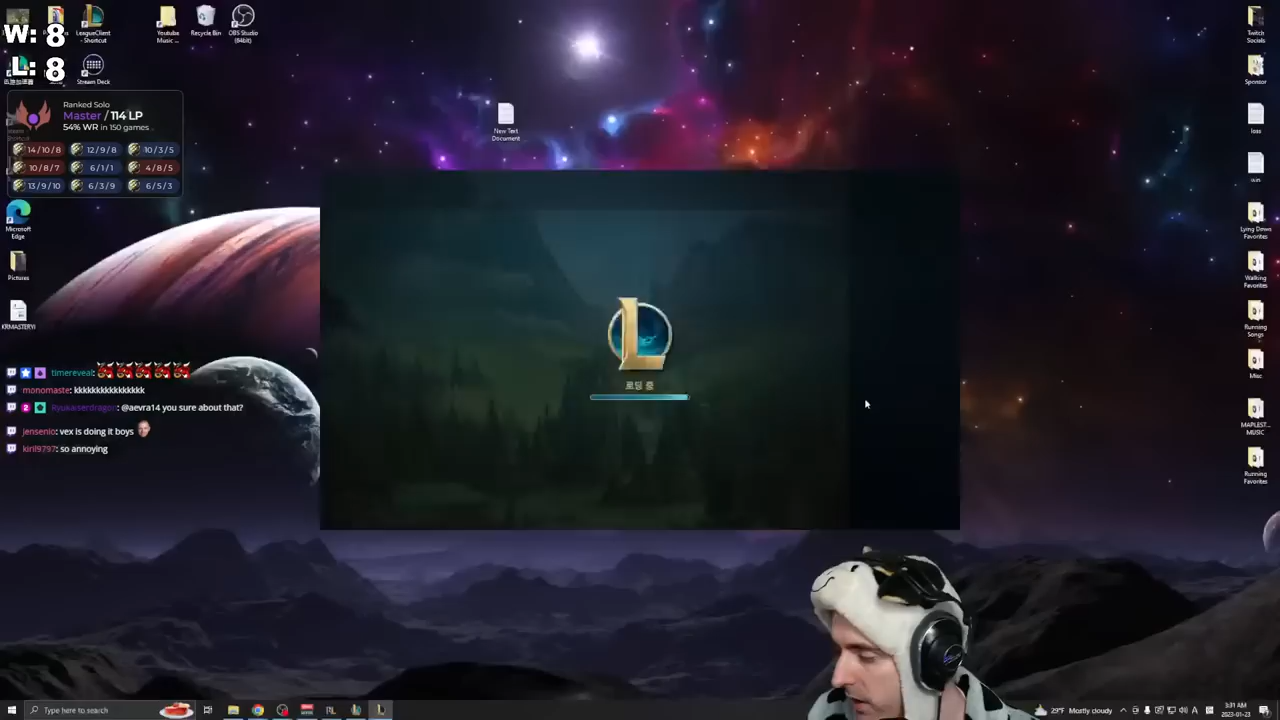 W: 8
L: 8
LeagueClient
- Shortcut
Youtube
Music ...
Recycle Bin
OBS Studio
(64bit)
Stream Deck
Ranked Solo
Master / 114 LP
54% WR in 150 games
14 / 10 / 8
12 / 9 / 8
10 / 3 / 5
10 / 8 / 7
6 / 1 / 1
4 / 8 / 5
13 / 9 / 10
6 / 3 / 9
6 / 5 / 3
New Text
Document
Microsoft
Edge
Pictures
KRMASTERYI
timereveal:
monomaste: kkkkkkkkkkkkkkkk
Ryukaiserdragon: @aevra14 you sure about that?
jensenio: vex is doing it boys
kiril9797: so annoying
로딩 중
Twitch
Socials
Sponsor
loss
win
Lying Down
Favorites
Walking
Favorites
Running
Songs
Misc
MAPLEST...
MUSIC
Running
Favorites
Type here to search
29°F Mostly cloudy
A
3:31 AM
2023-01-23